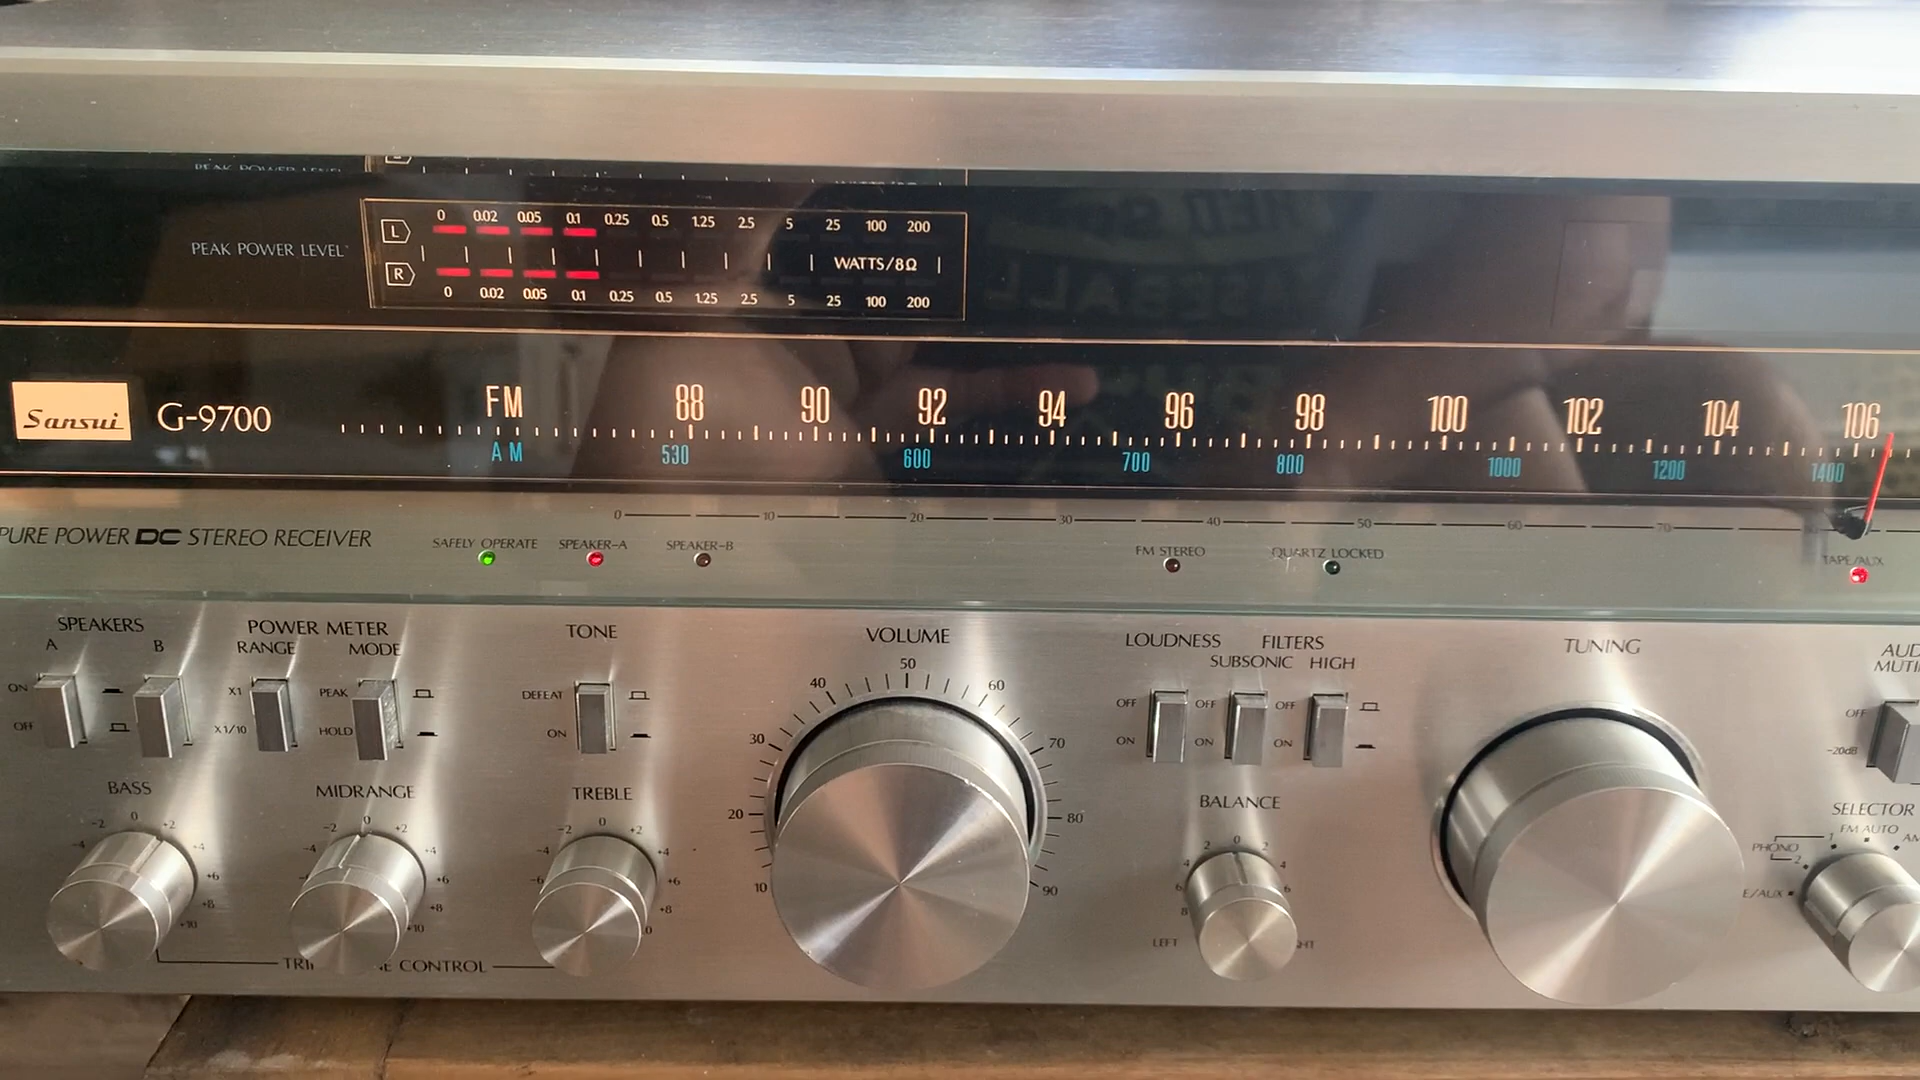 PEAK POWER LEVEL
L
0 0.02 0.05 0.1 0.25 0.5 1.25 2.5 5 25 100 200
WATTS/8Ω
R
0 0.02 0.05 0.1 0.25 0.5 1.25 2.5 5 25 100 200
Sansui G-9700
FM 88 90 92 94 96 98 100 102 104 106
AM 530 600 700 800 1000 1200 1400
0 10 20 30 40 50 60 70
PURE POWER DC STEREO RECEIVER
SAFELY OPERATE SPEAKER-A SPEAKER-B FM STEREO QUARTZ LOCKED TAPE/AUX
SPEAKERS
A B
ON
OFF
POWER METER
RANGE MODE
X1
X1/10
PEAK
HOLD
TONE
DEFEAT
ON
VOLUME
10 20 30 40 50 60 70 80 90
LOUDNESS
OFF
ON
FILTERS
SUBSONIC HIGH
OFF OFF
ON ON
TUNING
AUD
MUTI
OFF
-20dB
BASS
-2 0 +2 +4 +6 +8 +10
MIDRANGE
-4 -2 0 +2 +4 +6 +8 +10
TREBLE
-6 -4 -2 0 +2 +4 +6 +8
CONTROL
BALANCE
8 6 4 2 0 2 4 6
LEFT
SELECTOR
PHONO 1 2
FM AUTO
AM
E/AUX